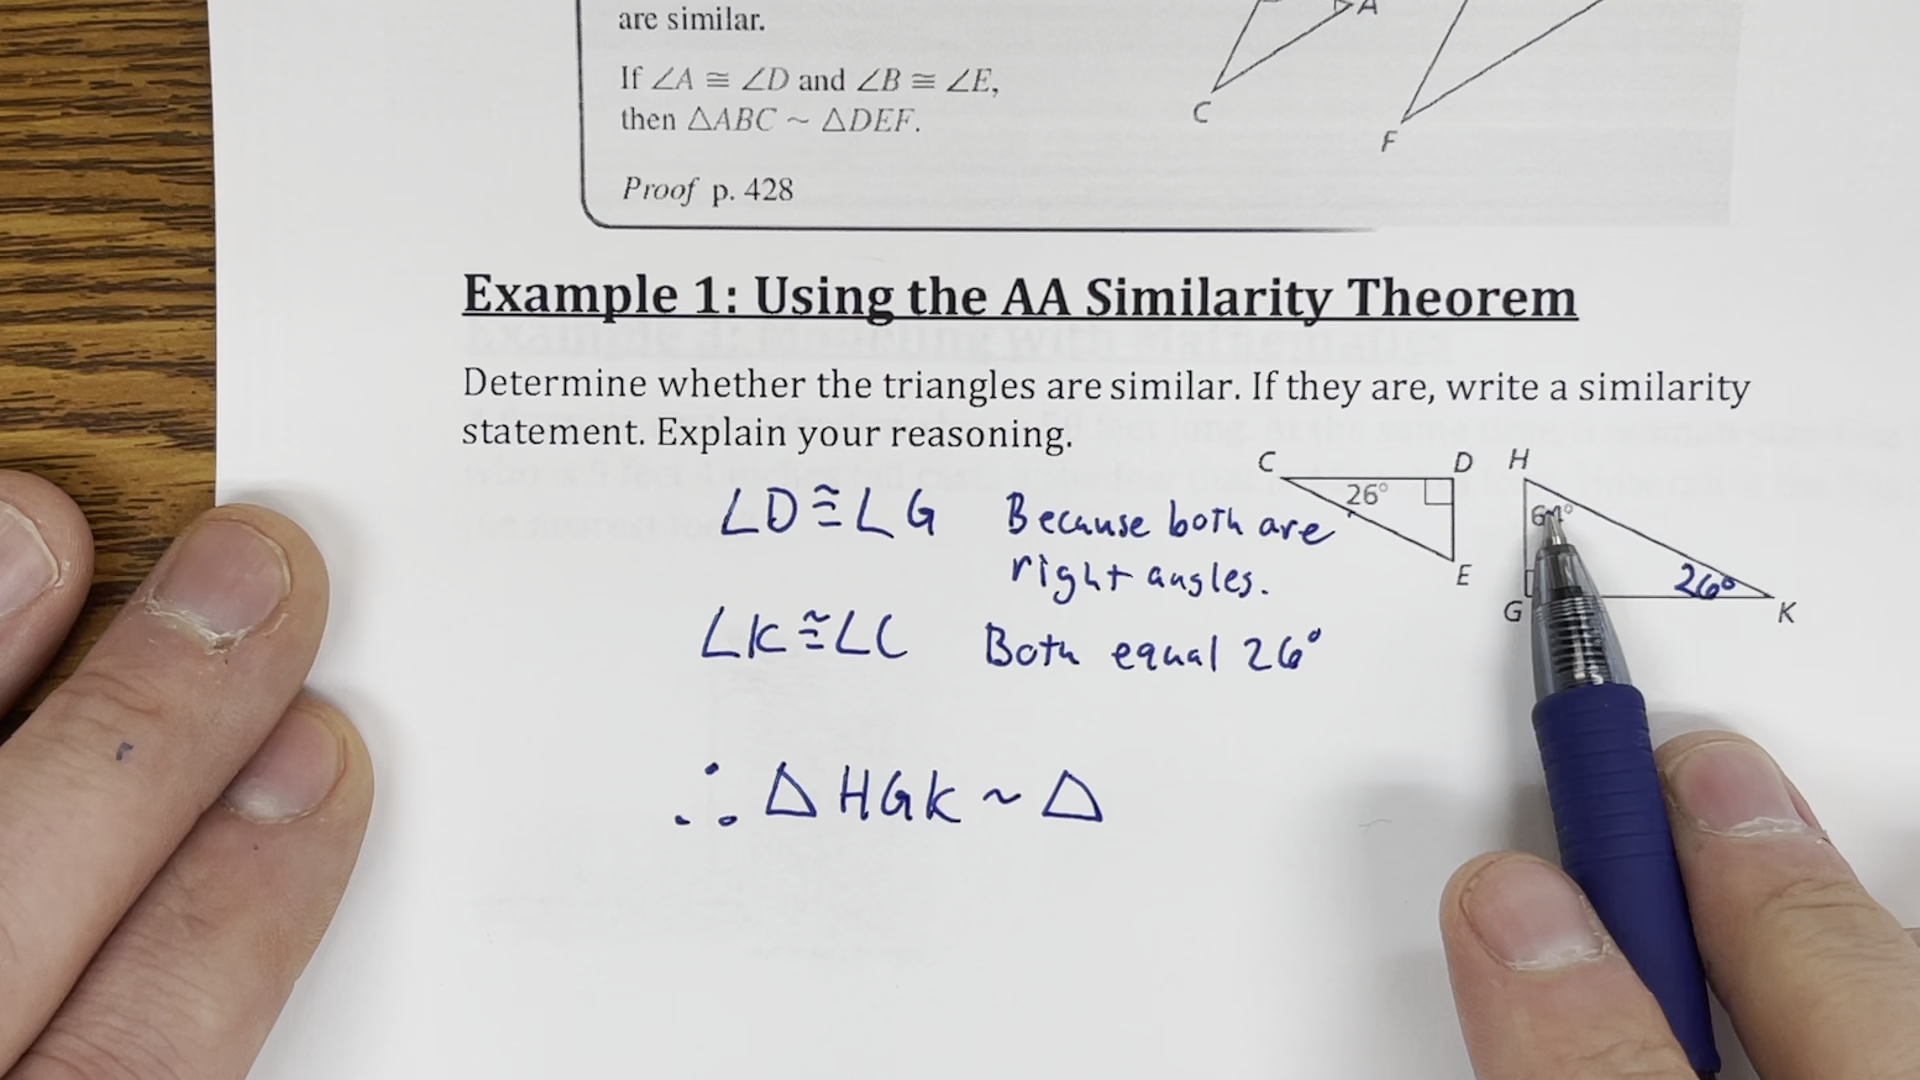 are similar.
If ∠A ≅ ∠D and ∠B ≅ ∠E,
then △ABC ~ △DEF.
Proof p. 428
A
C
F
Example 1: Using the AA Similarity Theorem
Determine whether the triangles are similar. If they are, write a similarity
statement. Explain your reasoning.
C
D
H
26°
E
G
26°
K
∠D ≅ ∠G Because both are
right angles.
∠K ≅ ∠C Both equal 26°
∴ △ HGK ~ △